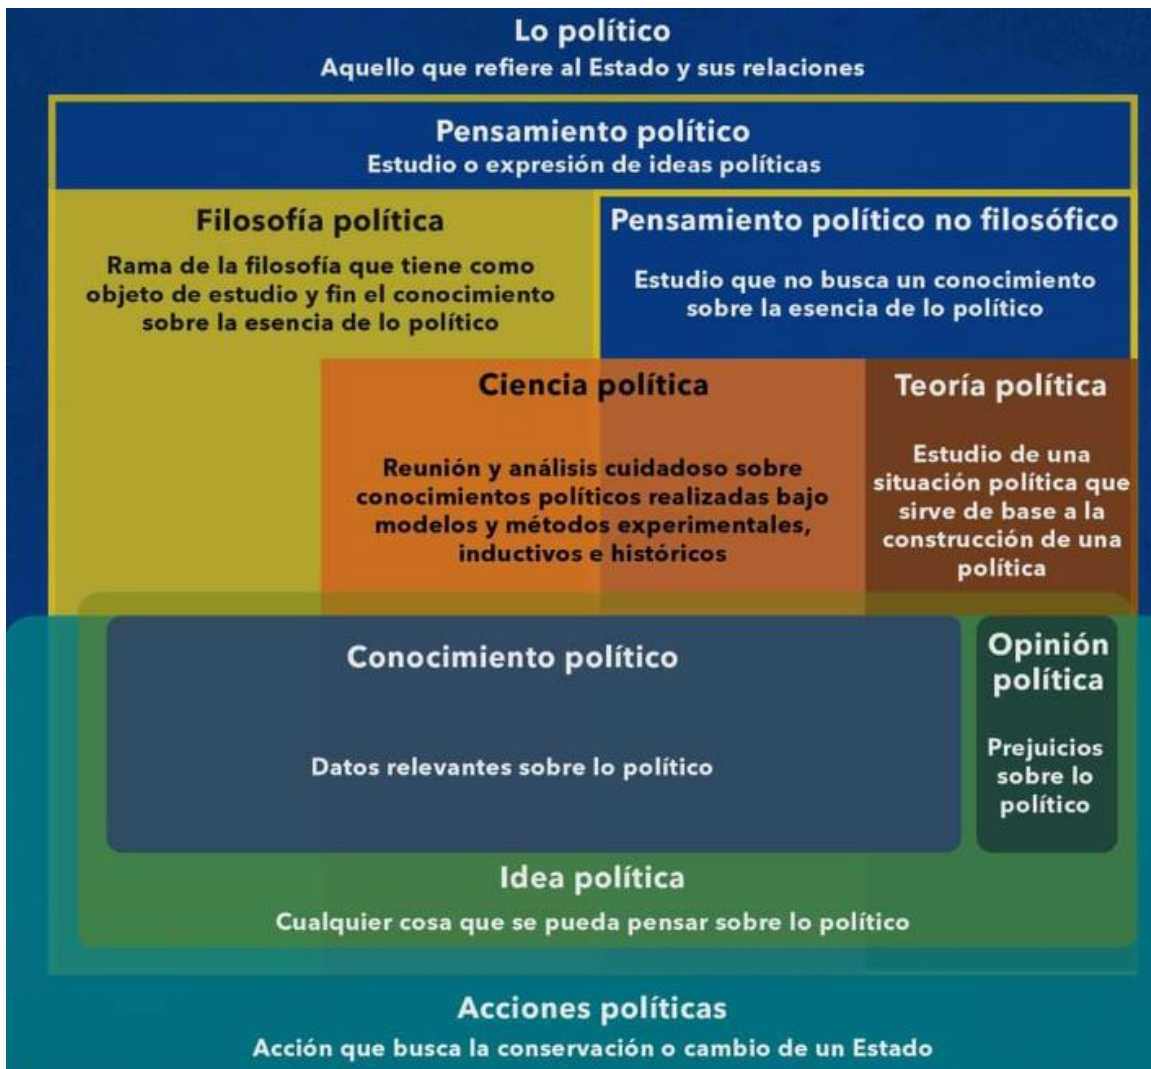 Lo político
Aquello que refiere al Estado y sus relaciones
Pensamiento político
Estudio o expresión de ideas políticas
Filosofía política
Rama de la filosofía que tiene como
objeto de estudio y fin el conocimiento
sobre la esencia de lo político
Pensamiento político no filosófico
Estudio que no busca un conocimiento
sobre la esencia de lo político
Ciencia política
Reunión y análisis cuidadoso sobre
conocimientos políticos realizadas bajo
modelos y métodos experimentales,
inductivos e históricos
Teoría política
Estudio de una
situación política que
sirve de base a la
construcción de una
política
Conocimiento político
Datos relevantes sobre lo político
Opinión
política
Prejuicios
sobre lo
político
Idea política
Cualquier cosa que se pueda pensar sobre lo político
Acciones políticas
Acción que busca la conservación o cambio de un Estado